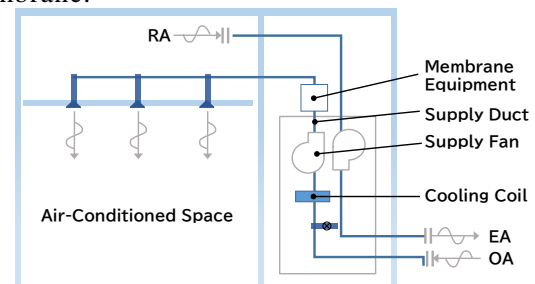 RA
Membrane
Equipment
Supply Duct
Supply Fan
Cooling Coil
Air-Conditioned Space
EA
OA